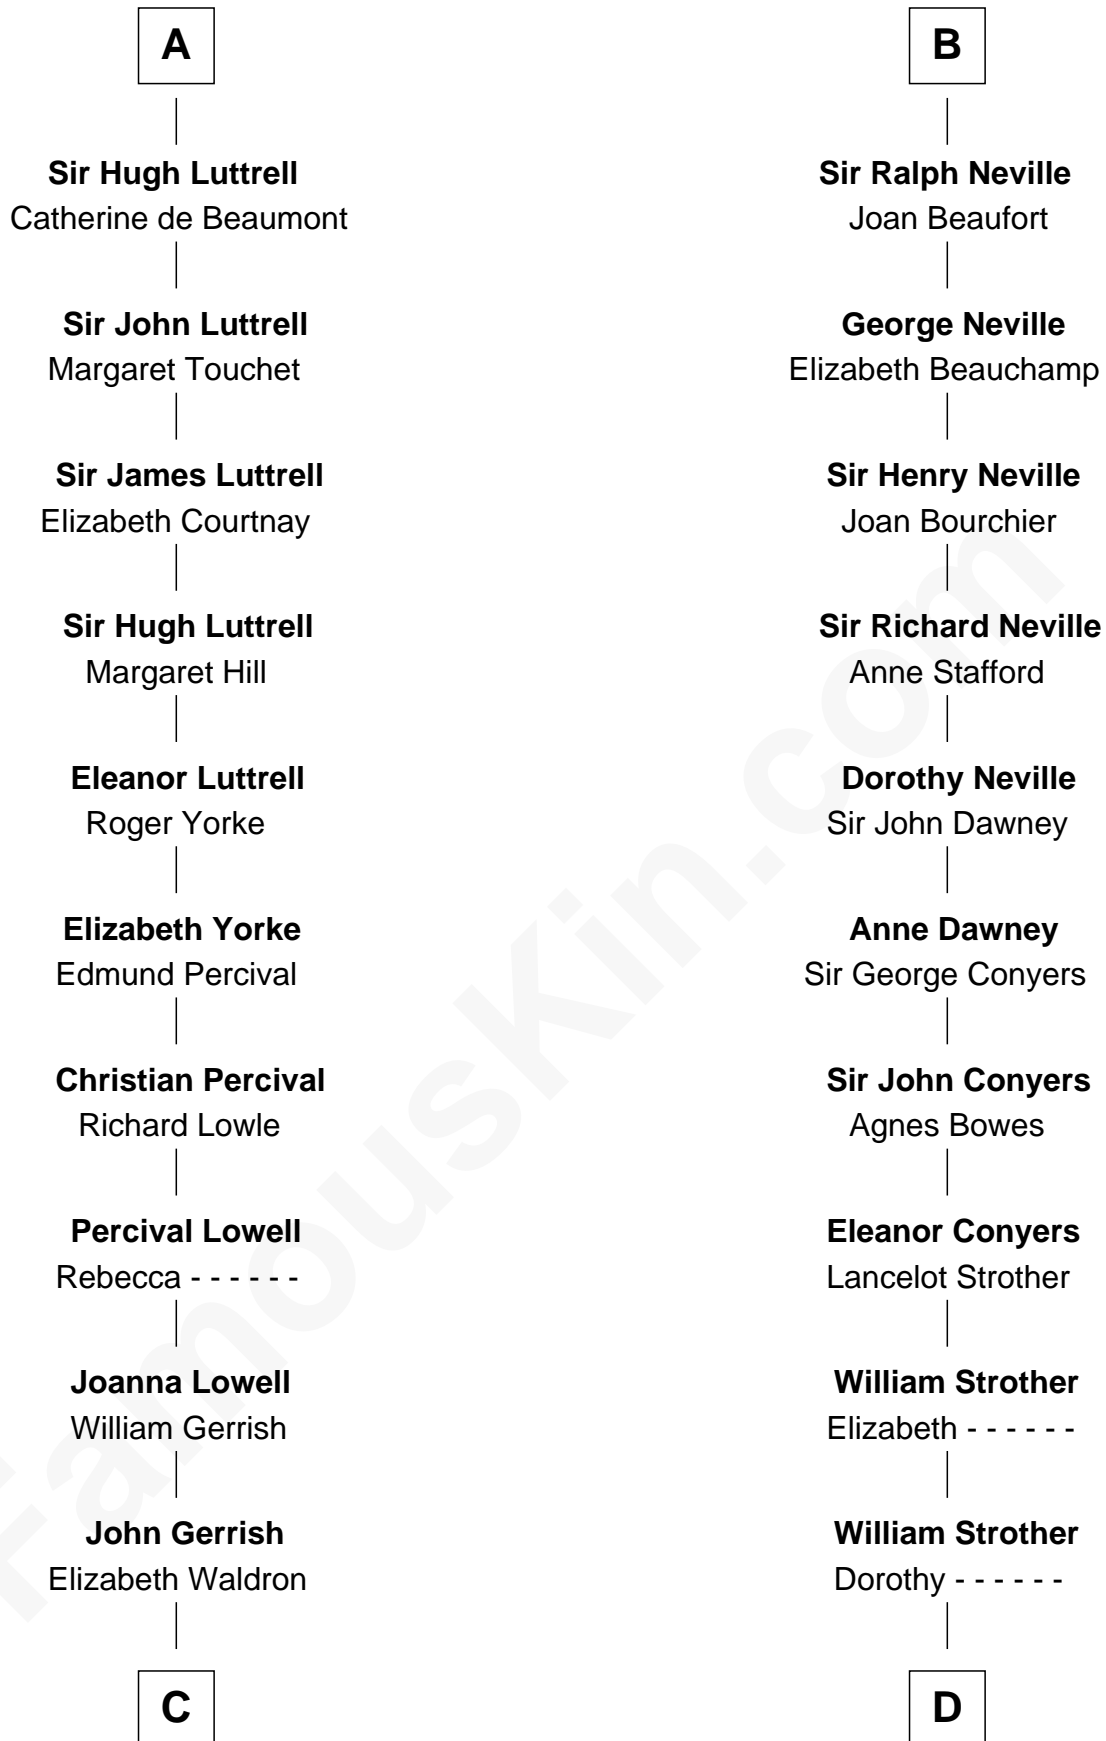 A
Sir Hugh Luttrell
Catherine de Beaumont
Sir John Luttrell
Margaret Touchet
Sir James Luttrell
Elizabeth Courtnay
Sir Hugh Luttrell
Margaret Hill
Eleanor Luttrell
Roger Yorke
Elizabeth Yorke
Edmund Percival
Christian Percival
Richard Lowle
Percival Lowell
Rebecca - - - - - -
Joanna Lowell
William Gerrish
John Gerrish
Elizabeth Waldron
C
B
Sir Ralph Neville
Joan Beaufort
George Neville
Elizabeth Beauchamp
Sir Henry Neville
Joan Bourchier
Sir Richard Neville
Anne Stafford
Dorothy Neville
Sir John Dawney
Anne Dawney
Sir George Conyers
Sir John Conyers
Agnes Bowes
Eleanor Conyers
Lancelot Strother
William Strother
Elizabeth - - - - - -
William Strother
Dorothy - - - - - -
D
FamousKin.com